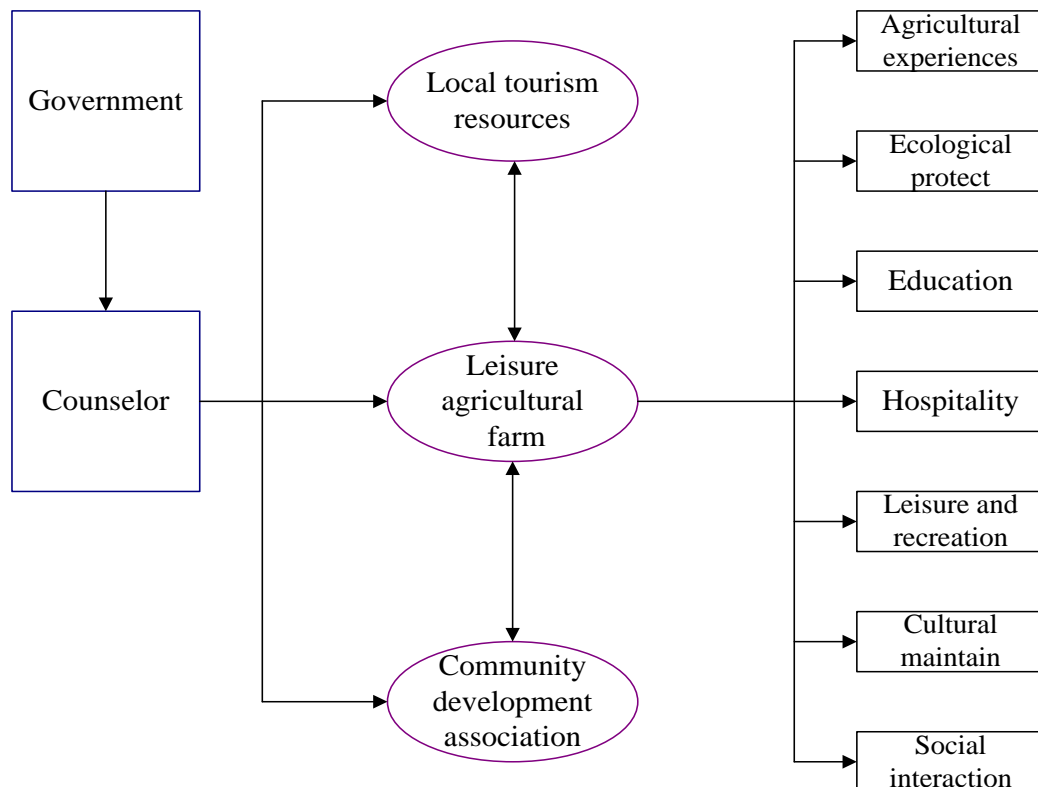 Government
Counselor
Local tourism
resources
Leisure
agricultural
farm
Community
development
association
Agricultural
experiences
Ecological
protect
Education
Hospitality
Leisure and
recreation
Cultural
maintain
Social
interaction